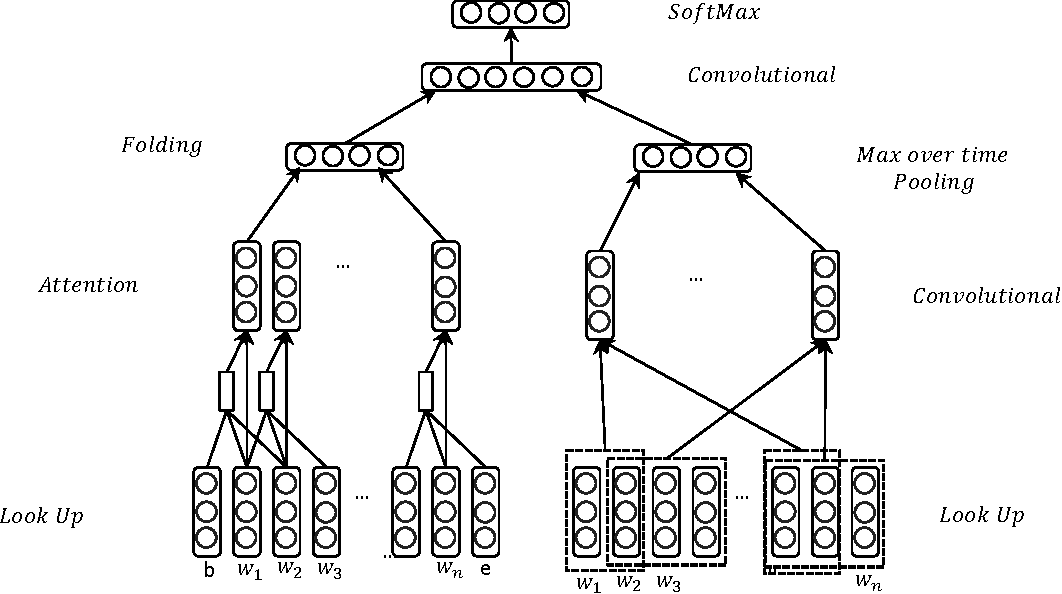 SoftMax
Convolutional
Folding
Max over time
Pooling
Attention
...
...
Convolutional
Look Up
...
...
Look Up
b w₁ w₂ w₃ .. wₙ e
w₁ w₂ w₃ wₙ